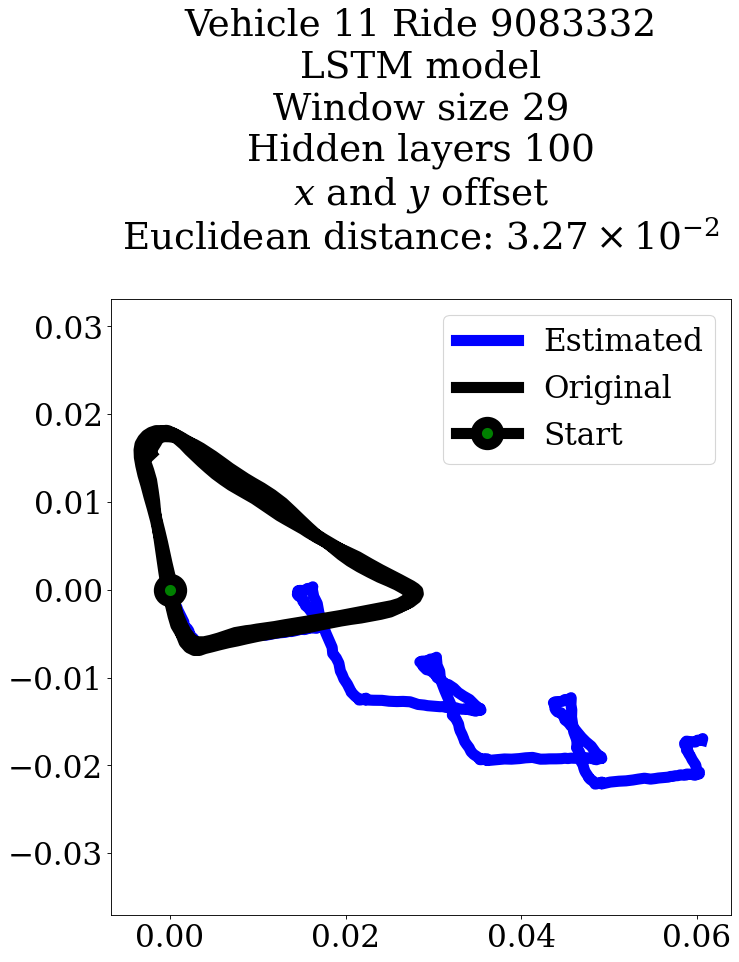 Vehicle 11 Ride 9083332
LSTM model
Window size 29
Hidden layers 100
x and y offset
Euclidean distance: 3.27 × 10⁻²
Estimated
Original
Start
0.03
0.02
0.01
0.00
−0.01
−0.02
−0.03
0.00 0.02 0.04 0.06